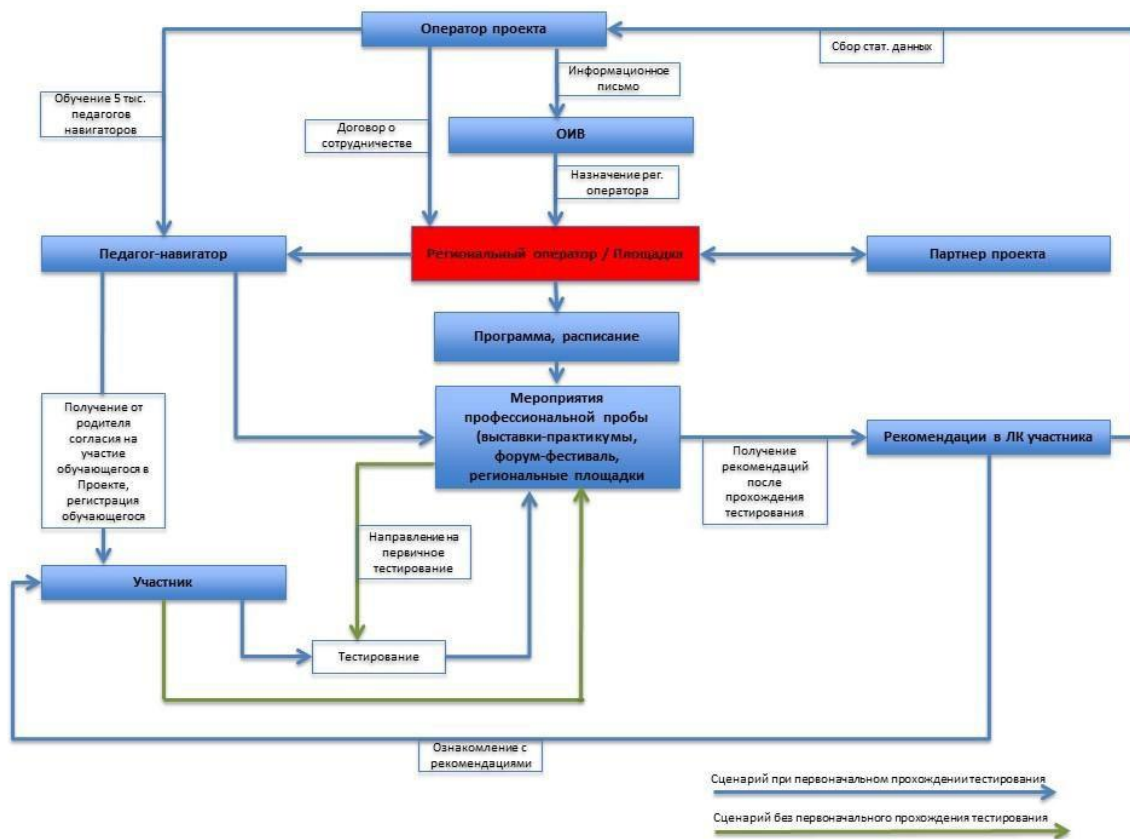 Оператор проекта
Сбор стат. данных
Информационное
письмо
Обучение 5 тыс.
педагогов
навигаторов
Договор о
сотрудничестве
ОИВ
Назначение рег.
оператора
Педагог-навигатор
Региональный оператор / Площадка
Партнер проекта
Программа, расписание
Получение от
родителя
согласия на
участие
обучающегося в
Проекте,
регистрация
обучающегося
Мероприятия
профессиональной пробы
(выставки-практикумы,
форум-фестиваль,
региональные площадки
Рекомендации в ЛК участника
Получение
рекомендаций
после
прохождения
тестирования
Направление на
первичное
тестирование
Участник
Тестирование
Ознакомление с
рекомендациями
Сценарий при первоначальном прохождении тестирования
Сценарий без первоначального прохождения тестирования